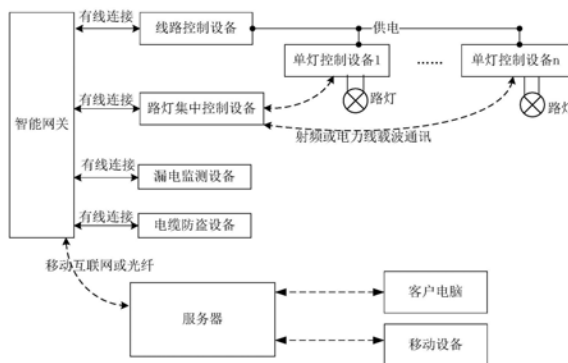 有线连接
线路控制设备
供电
单灯控制设备1
……
单灯控制设备n
路灯
路灯
有线连接
路灯集中控制设备
智能网关
射频或电力线载波通讯
有线连接
漏电监测设备
有线连接
电缆防盗设备
移动互联网或光纤
服务器
客户电脑
移动设备